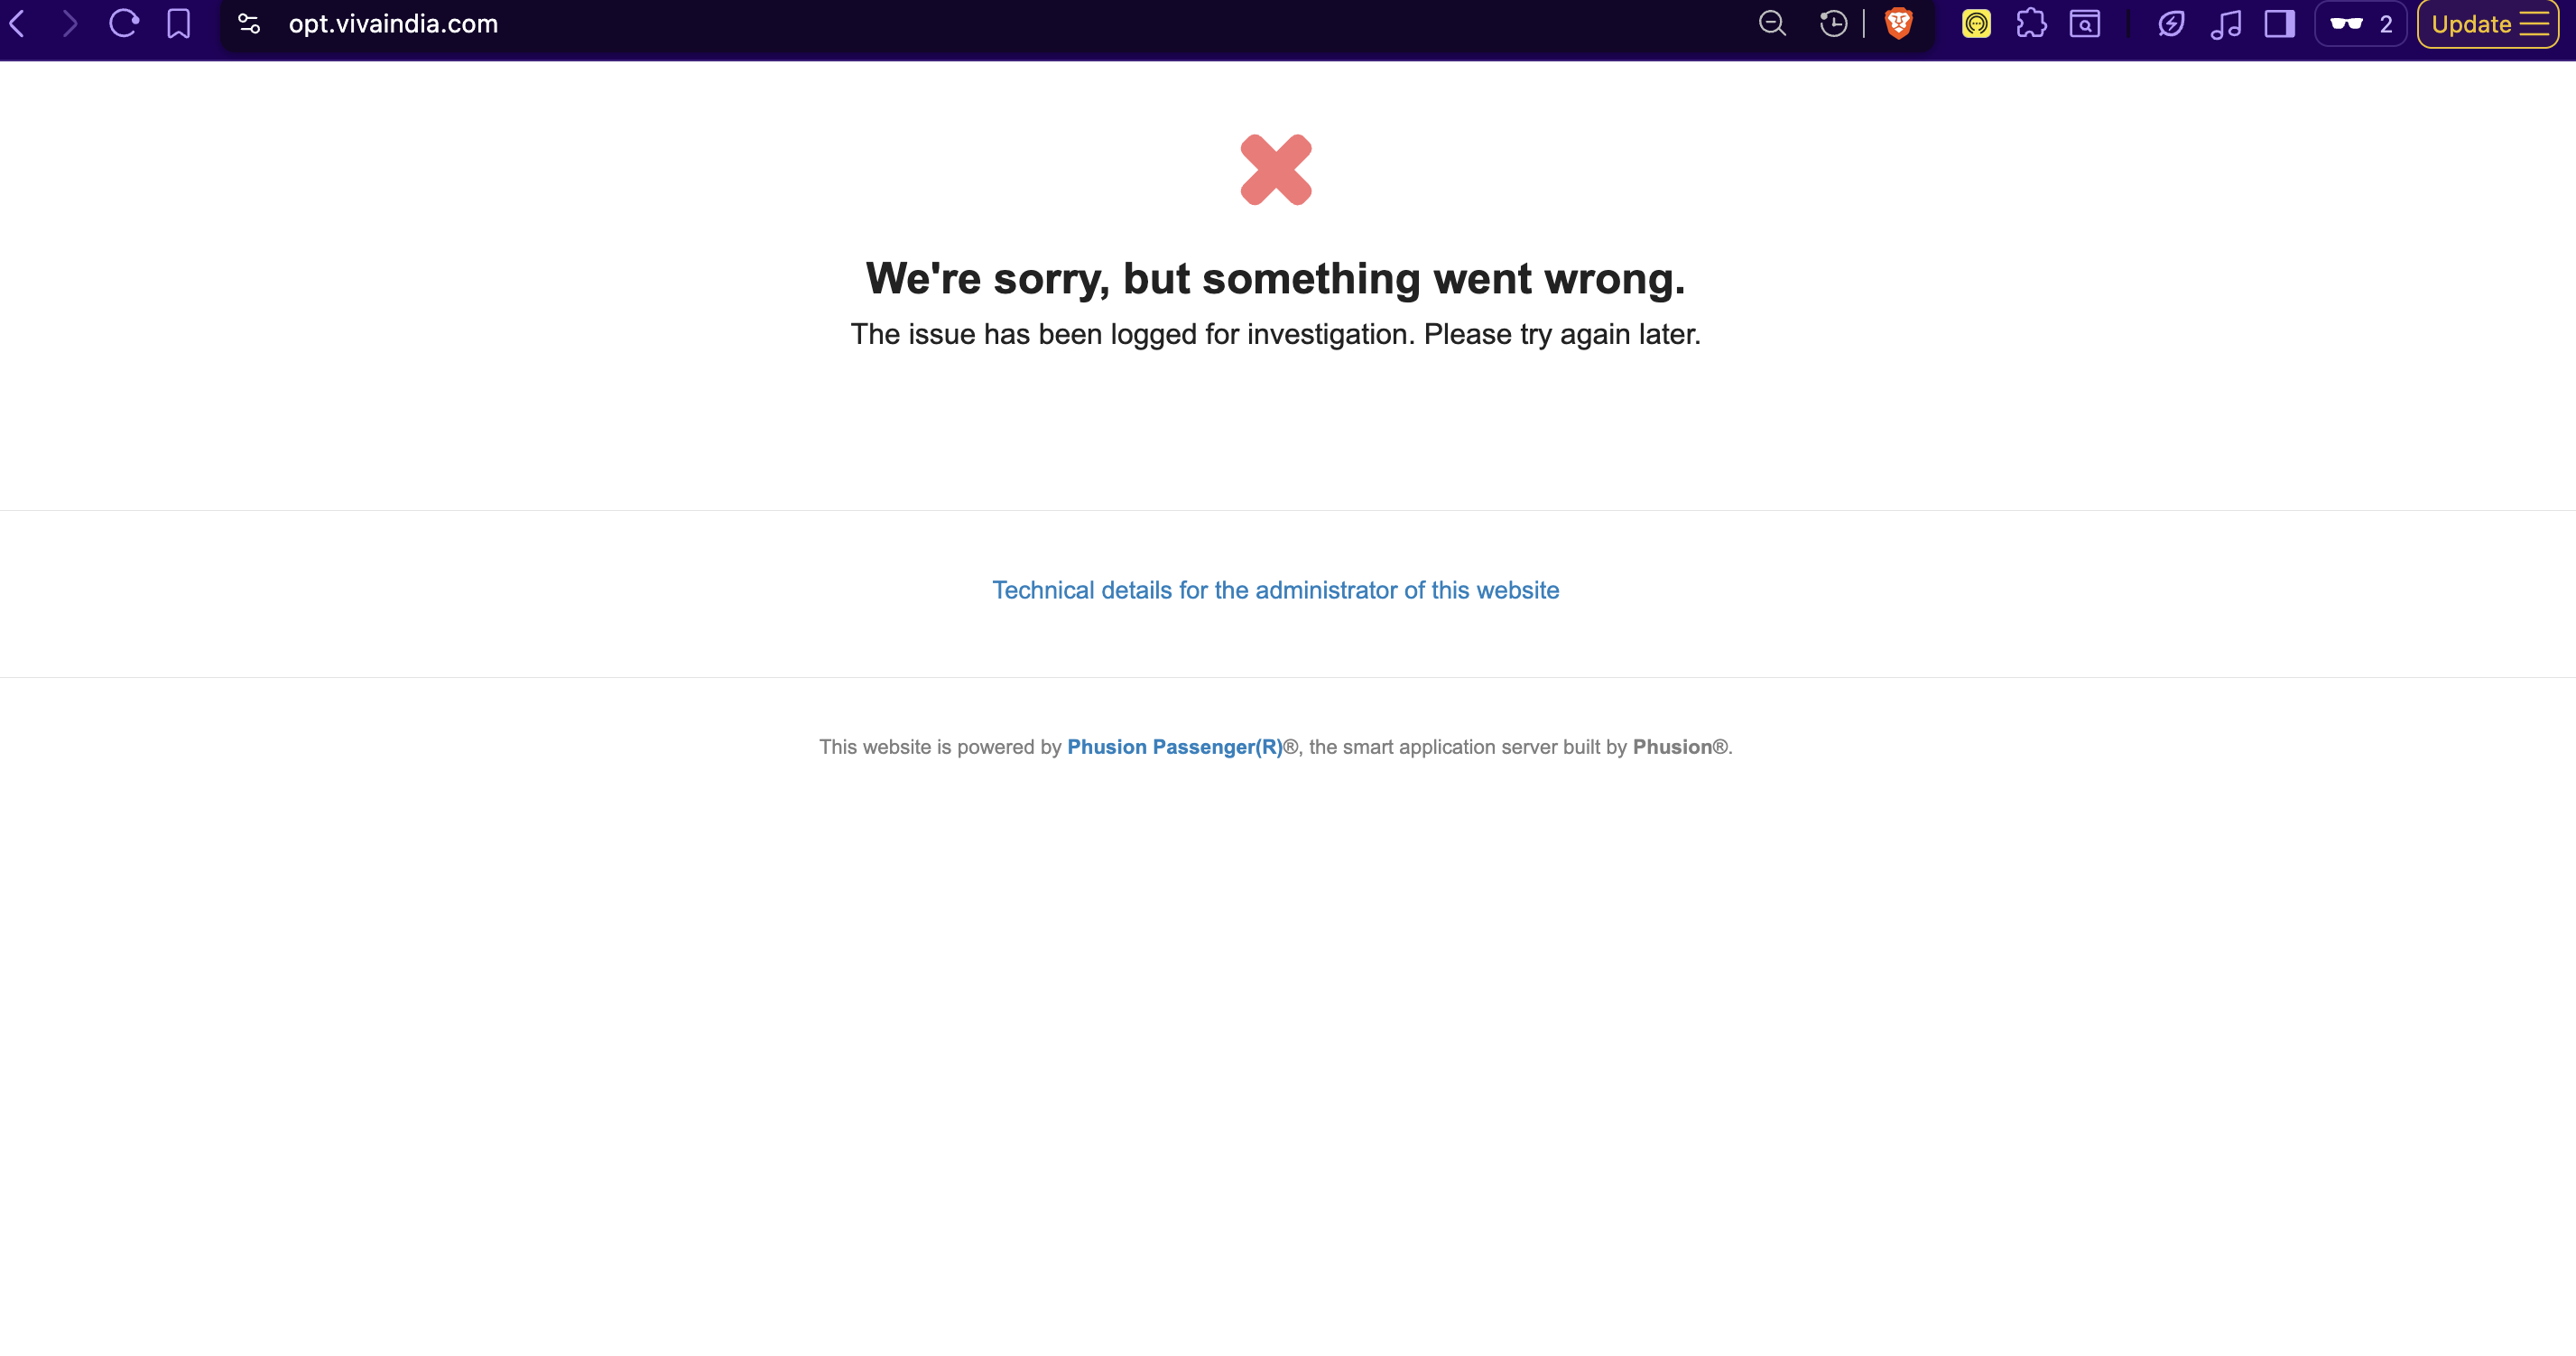 opt.vivaindia.com
2
Update
We're sorry, but something went wrong.
The issue has been logged for investigation. Please try again later.
Technical details for the administrator of this website
This website is powered by Phusion Passenger(R)®, the smart application server built by Phusion®.